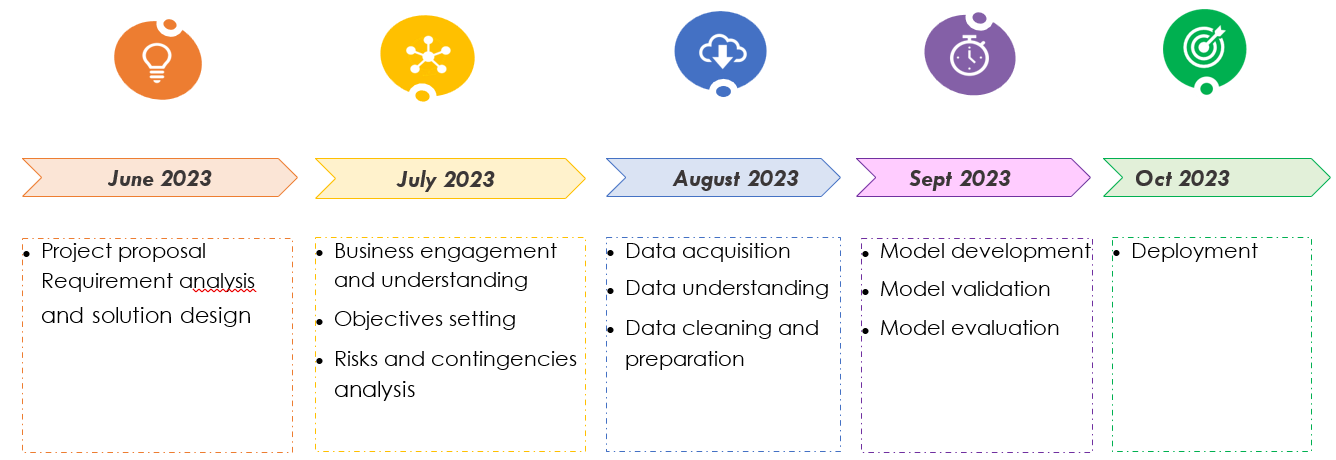 June 2023
July 2023
August 2023
Sept 2023
Oct 2023
• Project proposal
Requirement analysis
and solution design
• Business engagement
and understanding
• Objectives setting
• Risks and contingencies
analysis
• Data acquisition
• Data understanding
• Data cleaning and
preparation
• Model development
• Model validation
• Model evaluation
• Deployment